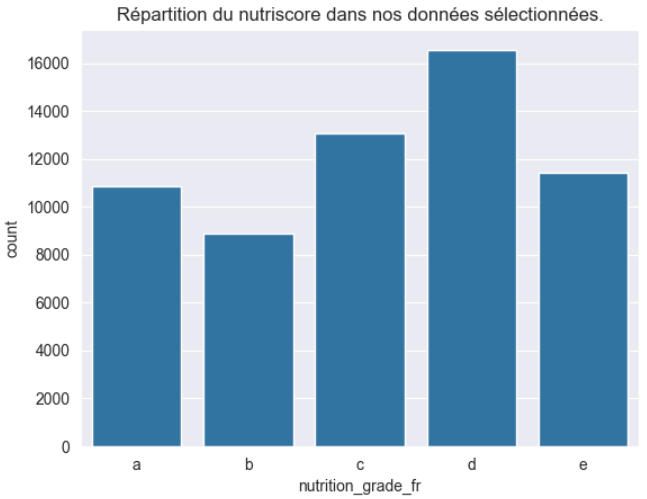 Répartition du nutriscore dans nos données sélectionnées.
16000
14000
12000
10000
8000
6000
4000
2000
0
count
a b c d e
nutrition_grade_fr